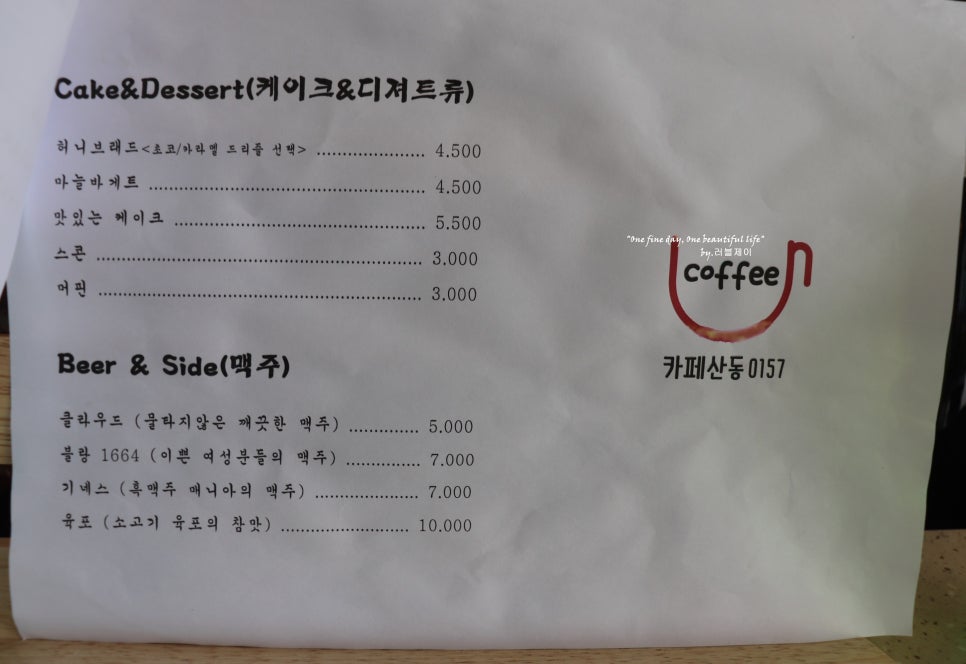 Cake&Dessert(케이크&디져트류)
허니브래드<초코/카라멜 드리즐 선택> ...................... 4.500
마늘바게트 ...................................................... 4.500
맛있는 케이크 ................................................. 5.500
스콘 ................................................................. 3.000
머핀 ................................................................. 3.000
"One fine day, One beautiful life"
by.러블제이
Un
coffee
카페산동0157
Beer & Side(맥주)
클라우드 (물타지않은 깨끗한 맥주) .............. 5.000
블랑 1664 (이쁜 여성분들의 맥주) ............... 7.000
기네스 (흑맥주 매니아의 맥주) ..................... 7.000
육포 (소고기 육포의 참맛) .......................... 10.000